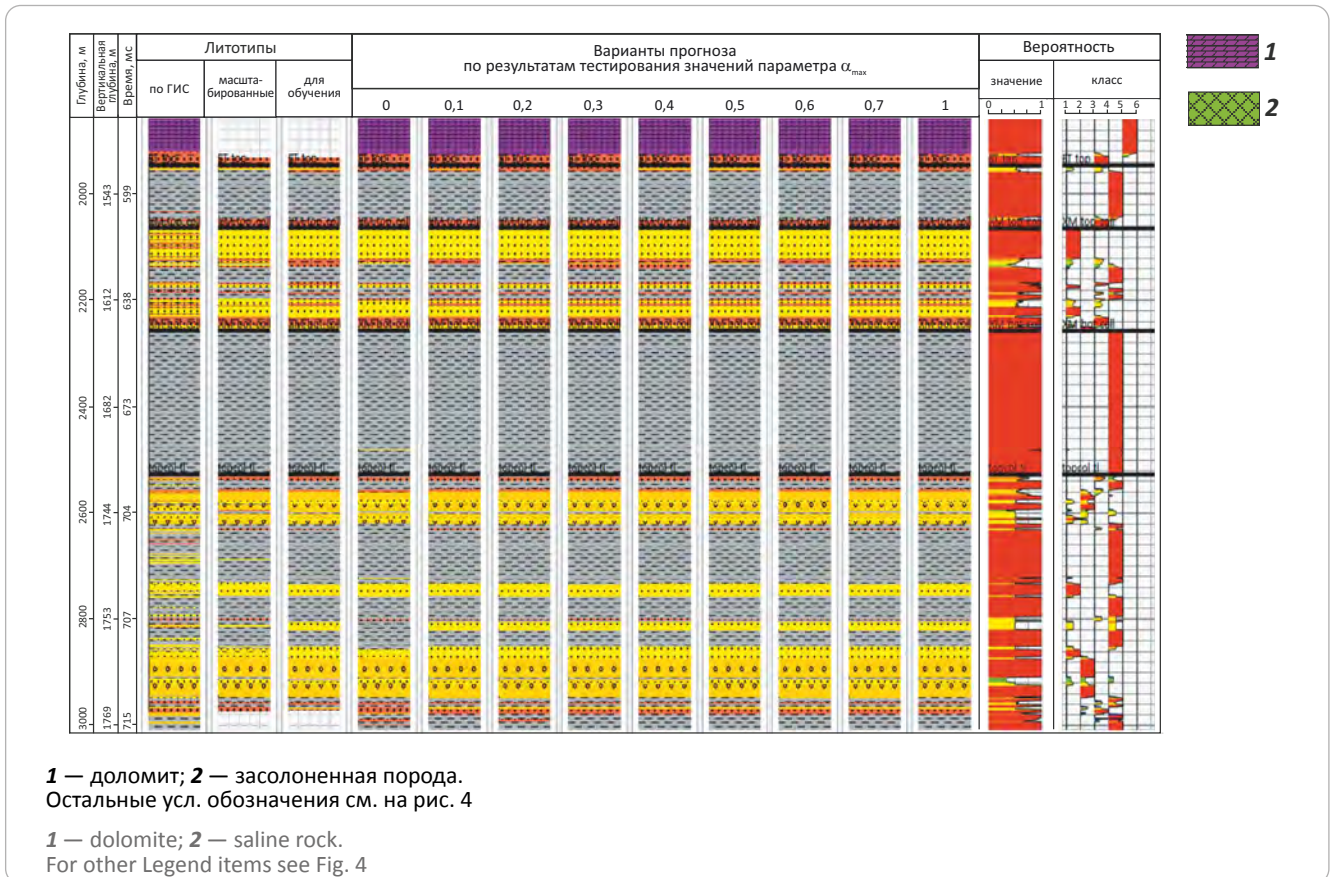 Глубина, м
Вертикальная глубина, м
Время, мс
Литотипы
по ГИС
масшта-
бированные
для
обучения
Варианты прогноза
по результатам тестирования значений параметра αmax
0 0,1 0,2 0,3 0,4 0,5 0,6 0,7 1
Вероятность
значение
класс
0 1
1 2 3 4 5 6
2000 1543 599
2200 1612 638
2400 1682 673
2600 1744 704
2800 1753 707
3000 1769 715
1
2
1 — доломит; 2 — засолоненная порода.
Остальные усл. обозначения см. на рис. 4
1 — dolomite; 2 — saline rock.
For other Legend items see Fig. 4